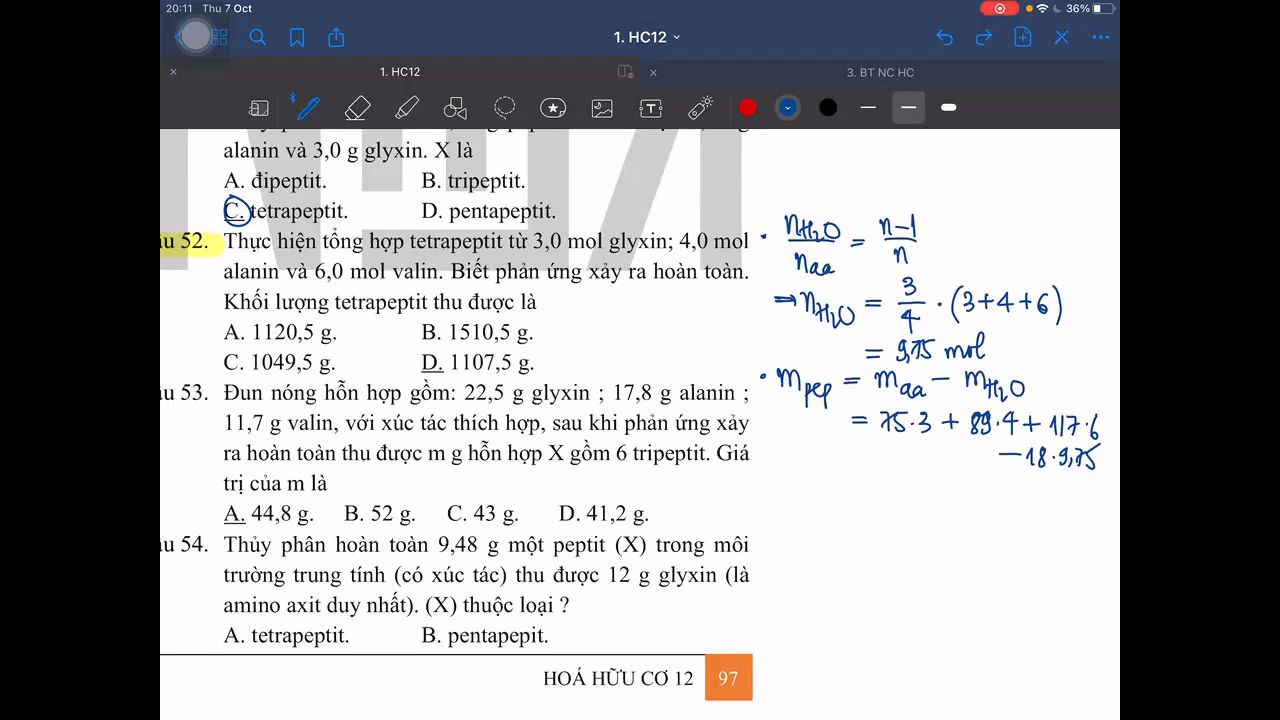 20:11 Thu 7 Oct
36%
1. HC12
1. HC12
3. BT NC HC
alanin và 3,0 g glyxin. X là
A. đipeptit. B. tripeptit.
C. tetrapeptit. D. pentapeptit.
u 52. Thực hiện tổng hợp tetrapeptit từ 3,0 mol glyxin; 4,0 mol
alanin và 6,0 mol valin. Biết phản ứng xảy ra hoàn toàn.
Khối lượng tetrapeptit thu được là
A. 1120,5 g. B. 1510,5 g.
C. 1049,5 g. D. 1107,5 g.
u 53. Đun nóng hỗn hợp gồm: 22,5 g glyxin ; 17,8 g alanin ;
11,7 g valin, với xúc tác thích hợp, sau khi phản ứng xảy
ra hoàn toàn thu được m g hỗn hợp X gồm 6 tripeptit. Giá
trị của m là
A. 44,8 g. B. 52 g. C. 43 g. D. 41,2 g.
u 54. Thủy phân hoàn toàn 9,48 g một peptit (X) trong môi
trường trung tính (có xúc tác) thu được 12 g glyxin (là
amino axit duy nhất). (X) thuộc loại ?
A. tetrapeptit. B. pentapepit.
HOÁ HỮU CƠ 12 97
• nH2O / naa = n-1 / n
→ nH2O = 3/4 . (3+4+6)
= 9,75 mol
• mpep = maa − mH2O
= 75.3 + 89.4 + 117.6
− 18.9,75